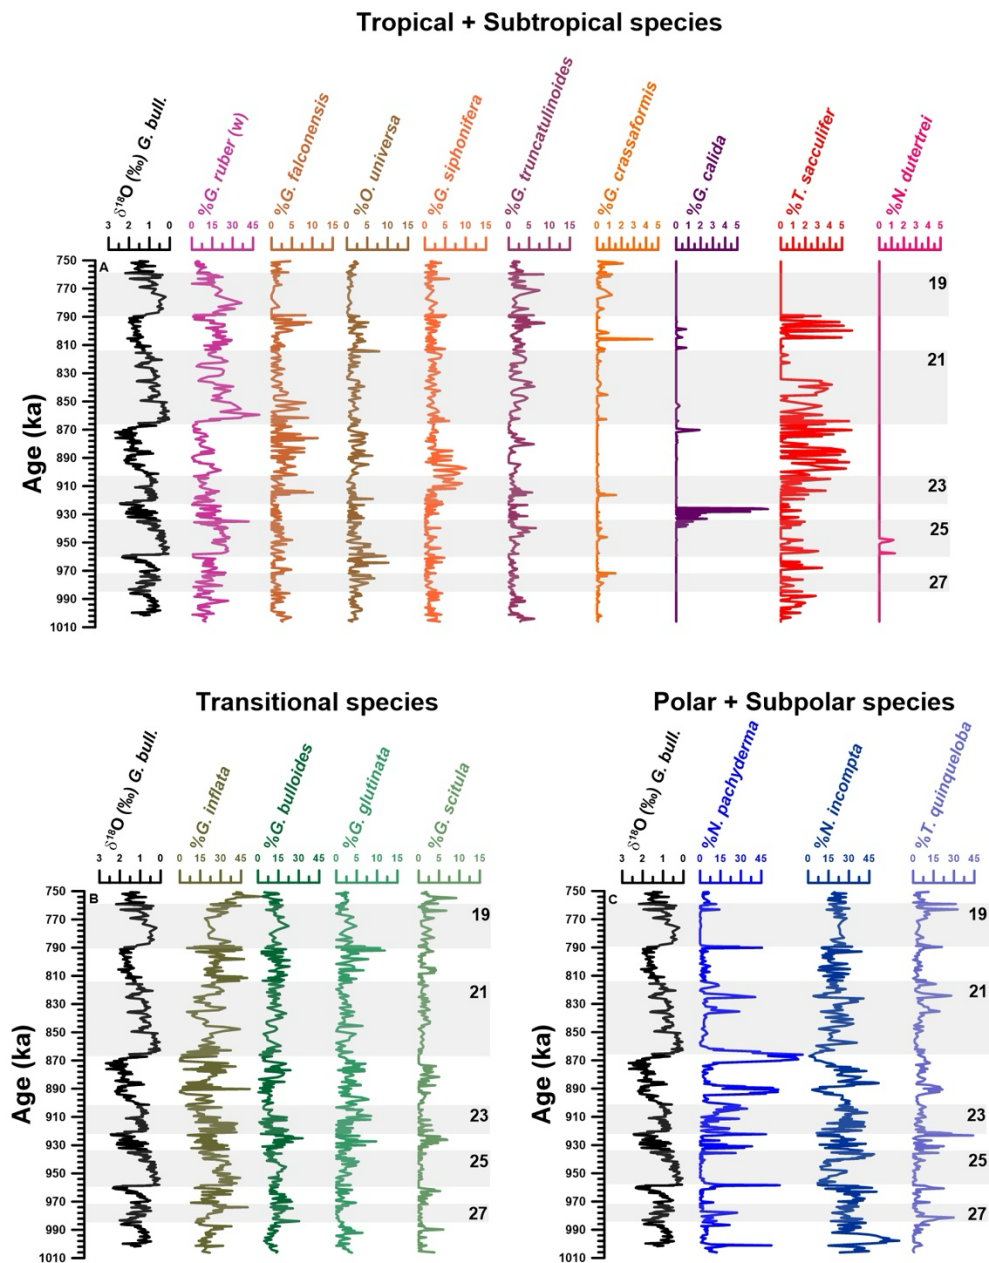 Tropical + Subtropical species
δ18O (‰) G. bull.
%G. ruber (w)
%G. falconensis
%O. universa
%G. siphonifera
%G. truncatulinoides
%G. crassaformis
%G. calida
%T. sacculifer
%N. dutertrei
3 2 1 0
0 15 30 45
0 5 10 15
0 5 10 15
0 5 10 15
0 5 10 15
0 1 2 3 4 5
0 1 2 3 4 5
0 1 2 3 4 5
0 1 2 3 4 5
A
Age (ka)
750
770
790
810
830
850
870
890
910
930
950
970
990
1010
19
21
23
25
27
Transitional species
δ18O (‰) G. bull.
%G. inflata
%G. bulloides
%G. glutinata
%G. scitula
3 2 1 0
0 15 30 45
0 15 30 45
0 5 10 15
0 5 10 15
B
Age (ka)
750
770
790
810
830
850
870
890
910
930
950
970
990
1010
19
21
23
25
27
Polar + Subpolar species
δ18O (‰) G. bull.
%N. pachyderma
%N. incompta
%T. quinqueloba
3 2 1 0
0 15 30 45
0 15 30 45
0 15 30 45
C
Age (ka)
750
770
790
810
830
850
870
890
910
930
950
970
990
1010
19
21
23
25
27